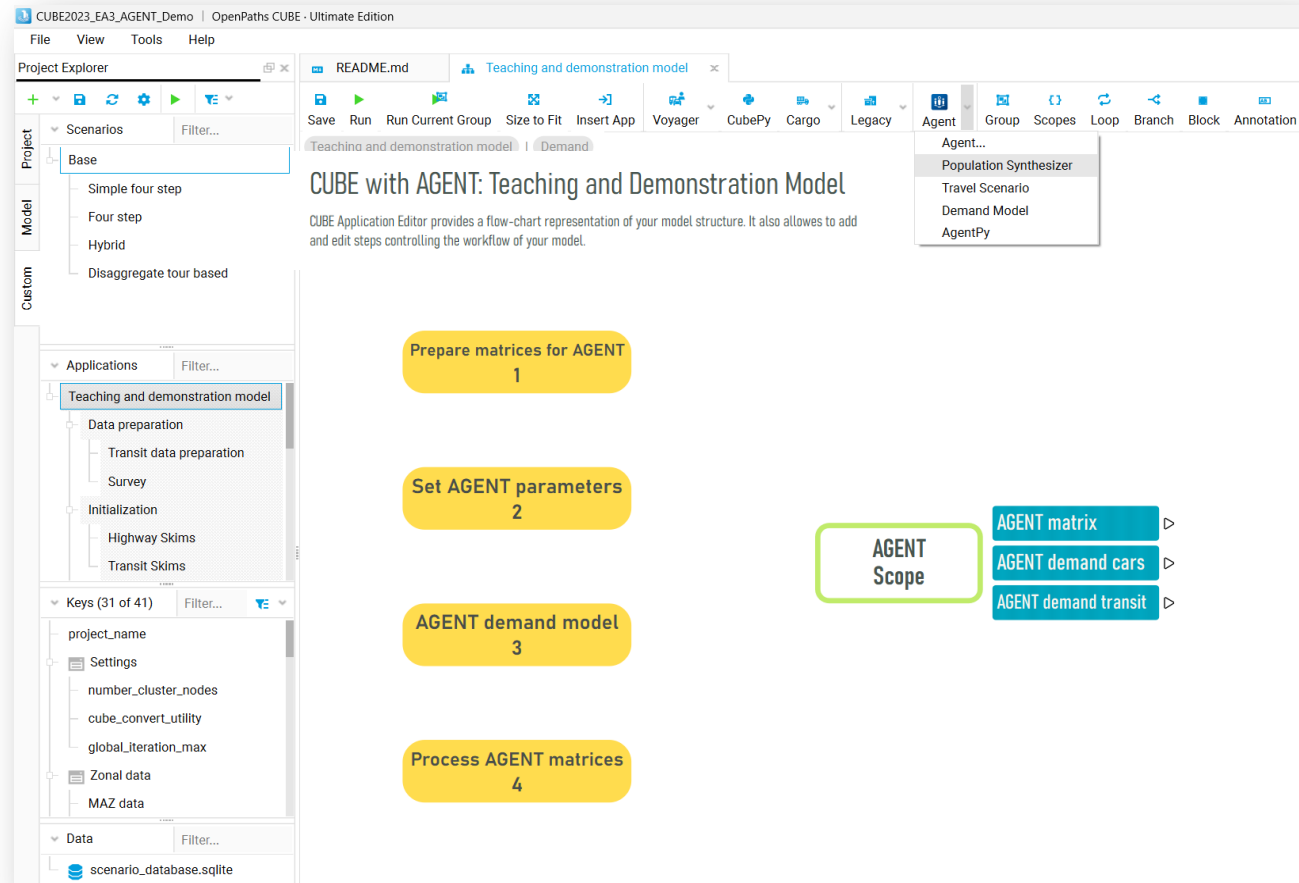 CUBE2023_EA3_AGENT_Demo | OpenPaths CUBE - Ultimate Edition
File View Tools Help
Project Explorer
README.md
Teaching and demonstration model
Save Run Run Current Group Size to Fit Insert App Voyager CubePy Cargo Legacy Agent Group Scopes Loop Branch Block Annotation
Agent...
Population Synthesizer
Travel Scenario
Demand Model
AgentPy
Project
Model
Custom
Scenarios Filter...
Base
Simple four step
Four step
Hybrid
Disaggregate tour based
Applications Filter...
Teaching and demonstration model
Data preparation
Transit data preparation
Survey
Initialization
Highway Skims
Transit Skims
Keys (31 of 41) Filter...
project_name
Settings
number_cluster_nodes
cube_convert_utility
global_iteration_max
Zonal data
MAZ data
Data Filter...
scenario_database.sqlite
Teaching and demonstration model | Demand
CUBE with AGENT: Teaching and Demonstration Model
CUBE Application Editor provides a flow-chart representation of your model structure. It also allowes to add
and edit steps controlling the workflow of your model.
Prepare matrices for AGENT
1
Set AGENT parameters
2
AGENT demand model
3
Process AGENT matrices
4
AGENT
Scope
AGENT matrix
AGENT demand cars
AGENT demand transit